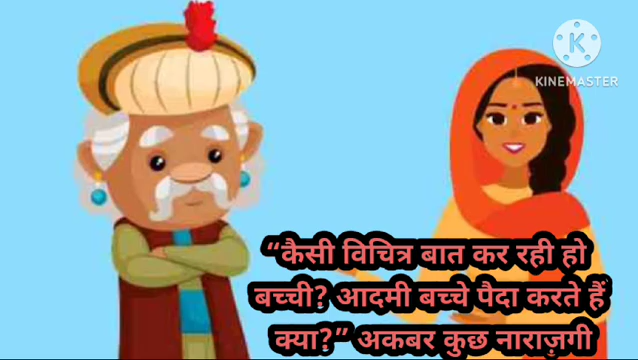 KINEMASTER
“कैसी विचित्र बात कर रही हो
बच्ची? आदमी बच्चे पैदा करते हैं
क्या?” अकबर कुछ नाराज़गी